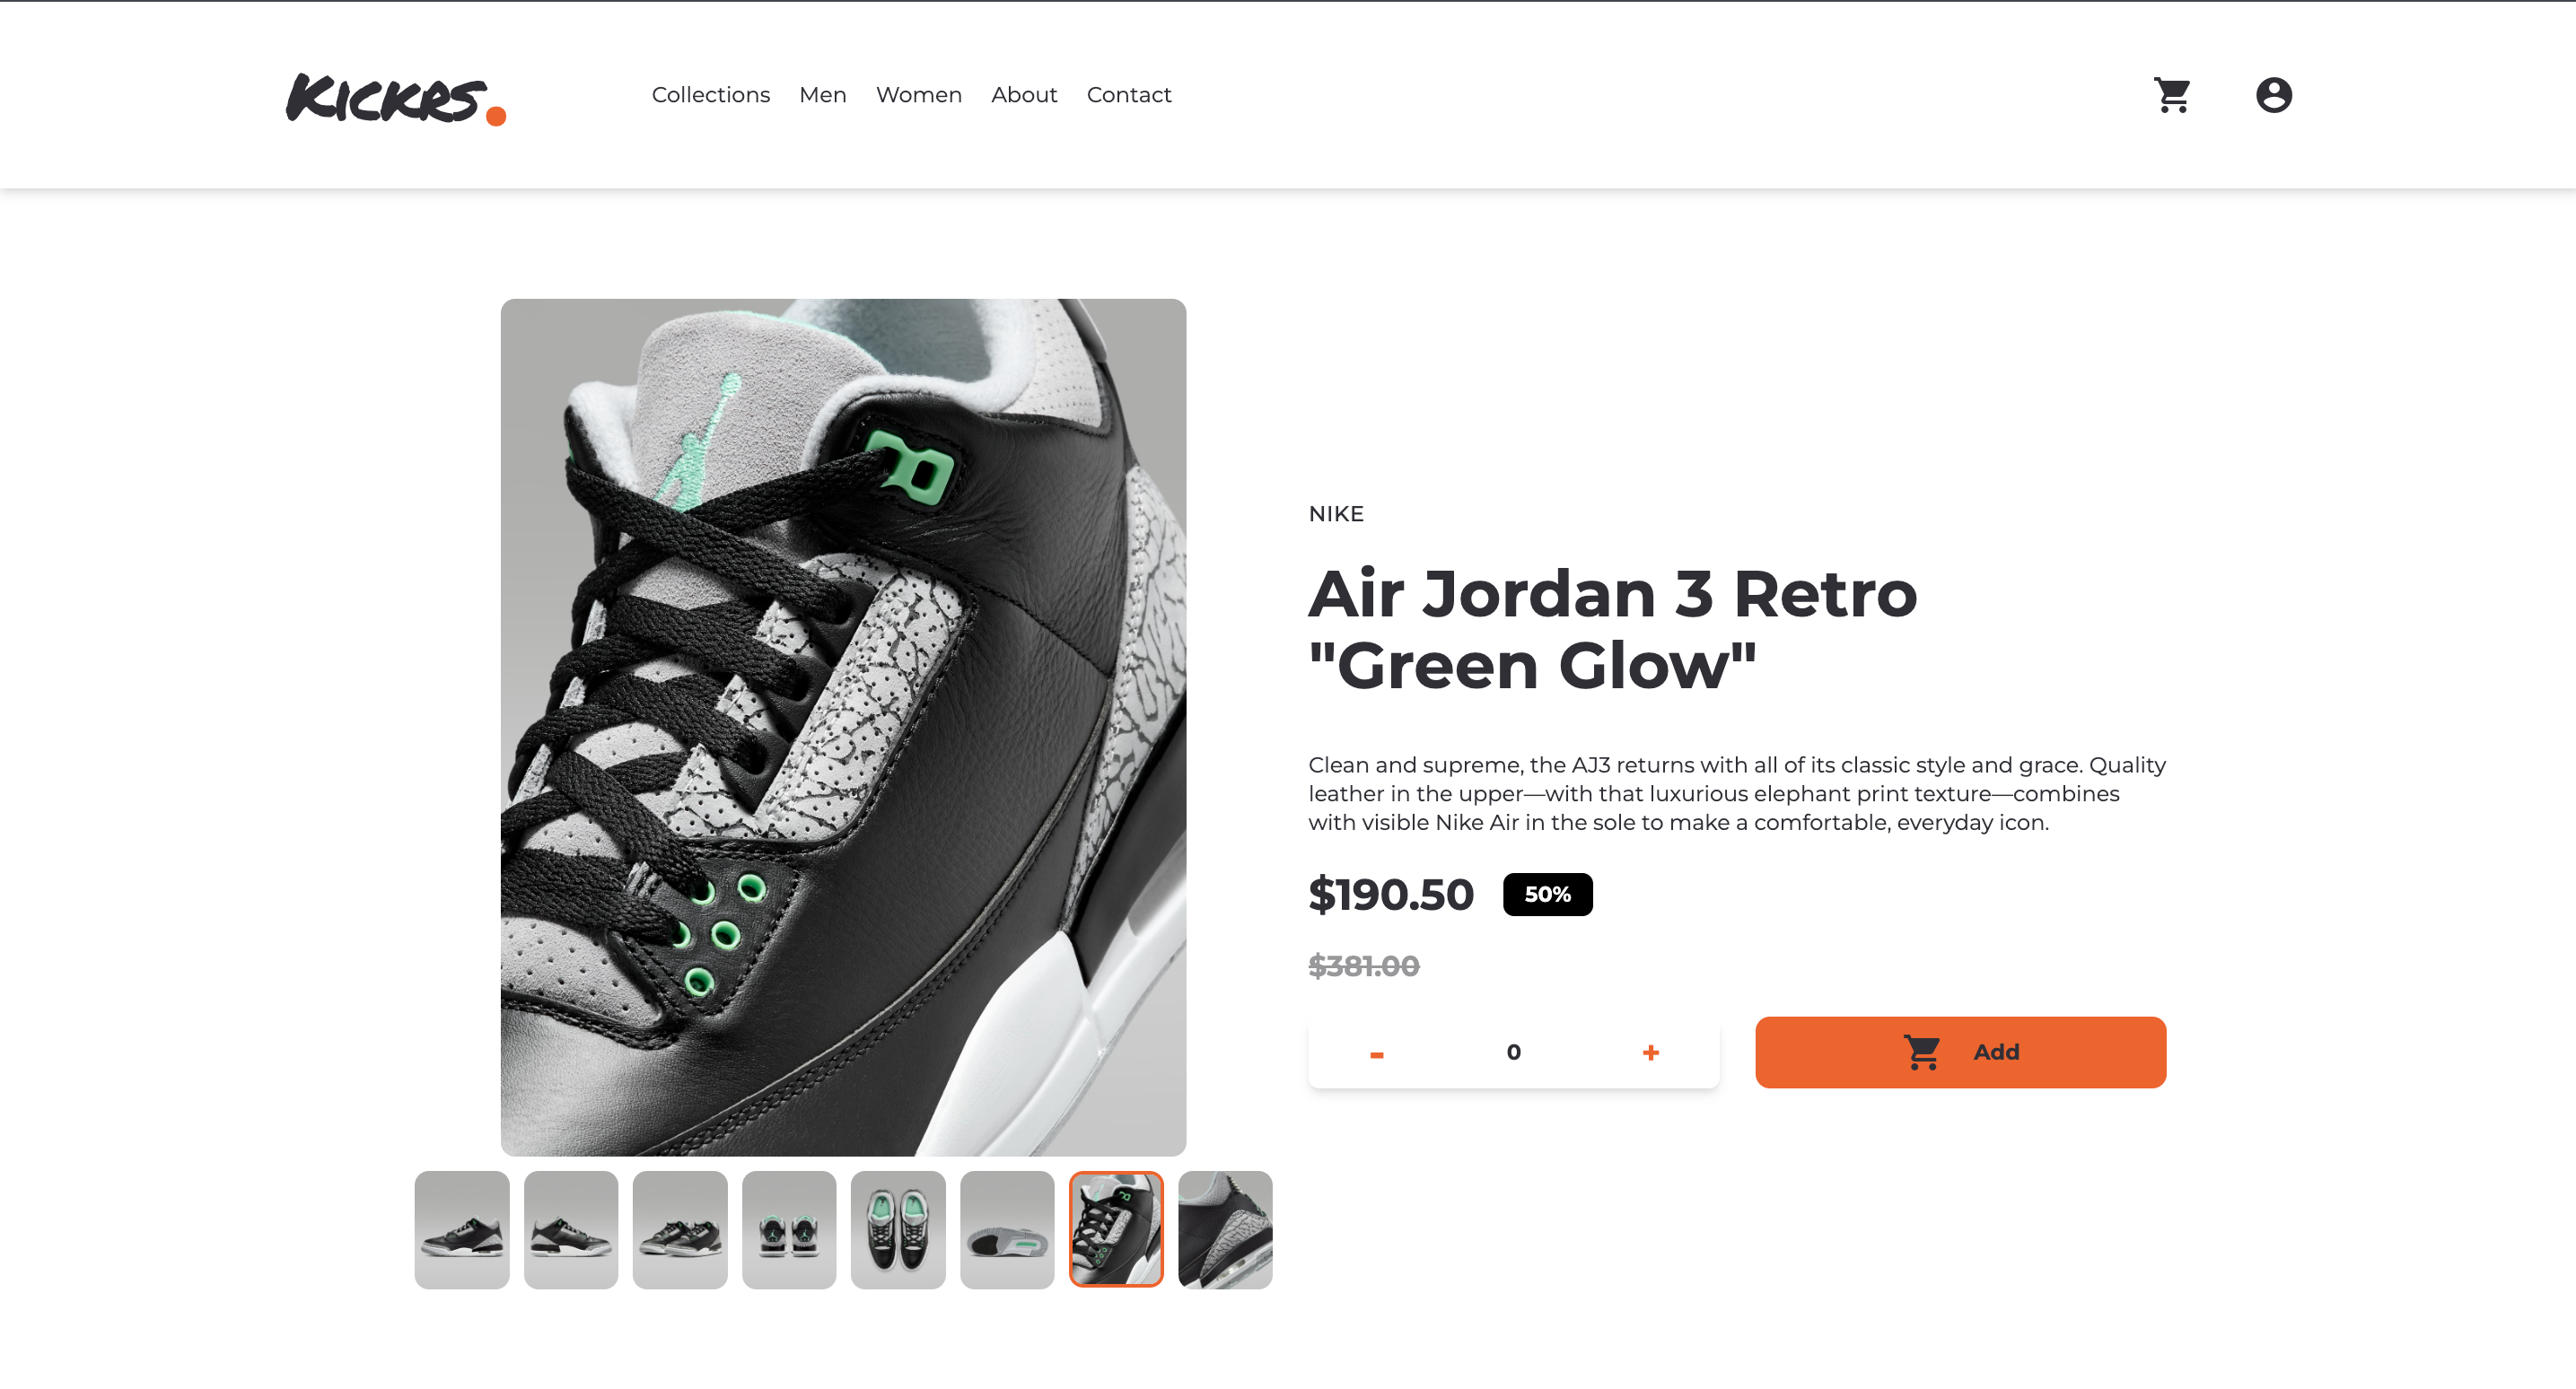 Kickrs.
Collections Men Women About Contact
NIKE
Air Jordan 3 Retro
"Green Glow"
Clean and supreme, the AJ3 returns with all of its classic style and grace. Quality
leather in the upper—with that luxurious elephant print texture—combines
with visible Nike Air in the sole to make a comfortable, everyday icon.
$190.50 50%
$381.00
- 0 + Add